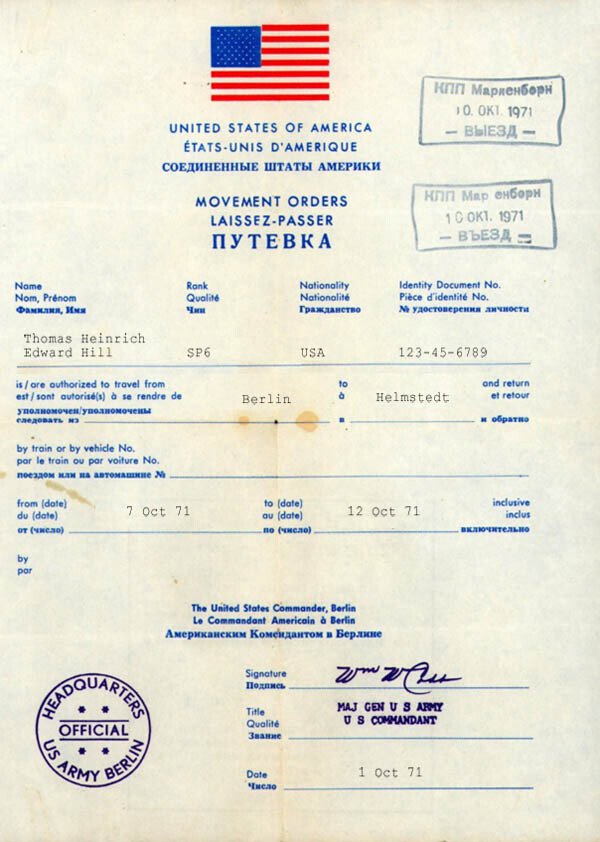 UNITED STATES OF AMERICA
ÉTATS-UNIS D'AMERIQUE
СОЕДИНЕННЫЕ ШТАТЫ АМЕРИКИ
MOVEMENT ORDERS
LAISSEZ-PASSER
ПУТЕВКА
КПП Мариенборн
10. ОКТ. 1971
— ВЫЕЗД —
КПП Мар енборн
10 ОКТ. 1971
— ВЪЕЗД —
Name Rank Nationality Identity Document No.
Nom, Prénom Qualité Nationalité Pièce d'identité No.
Фамилия, Имя Чин Гражданство № удостоверения личности
Thomas Heinrich
Edward Hill SP6 USA 123-45-6789
is / are authorized to travel from to and return
est / sont autorisé(s) à se rendre de Berlin à Helmstedt et retour
уполномочен/уполномочены
следовать из в и обратно
by train or by vehicle No.
par le train ou par voiture No.
поездом или на автомашине №
from (date) to (date) inclusive
du (date) 7 Oct 71 au (date) 12 Oct 71 inclus
от (число) по (число) включительно
by
par
The United States Commander, Berlin
Le Commandant Americain à Berlin
Американским Комендантом в Берлине
Signature
Подпись
Title MAJ GEN U S ARMY
Qualité U S COMMANDANT
Звание
Date 1 Oct 71
Число
HEADQUARTERS
OFFICIAL
US ARMY BERLIN